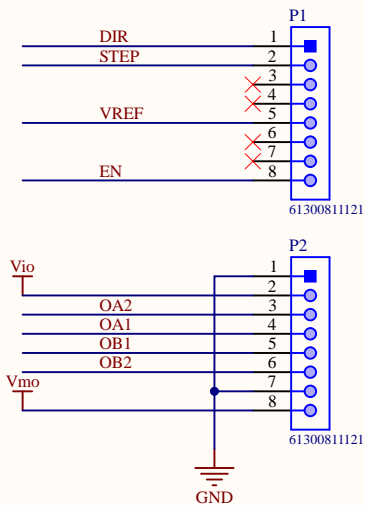 P1
DIR 1
STEP 2
3
4
VREF 5
6
7
EN 8
61300811121
P2
1
Vio 2
OA2 3
OA1 4
OB1 5
OB2 6
7
Vmo 8
61300811121
GND